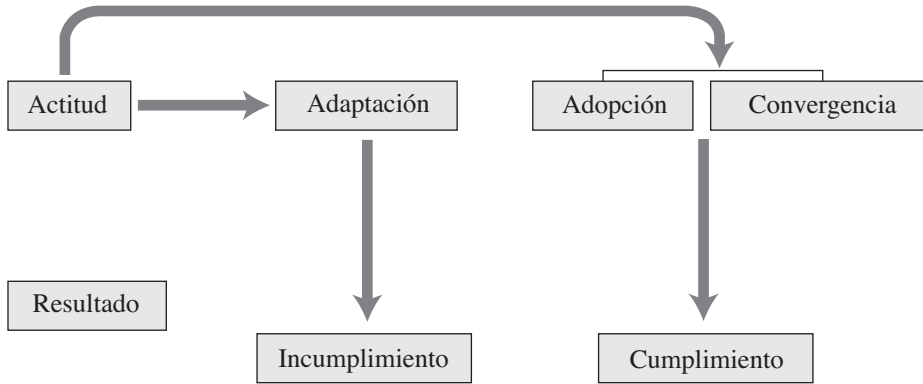 Actitud
Adaptación
Adopción
Convergencia
Resultado
Incumplimiento
Cumplimiento